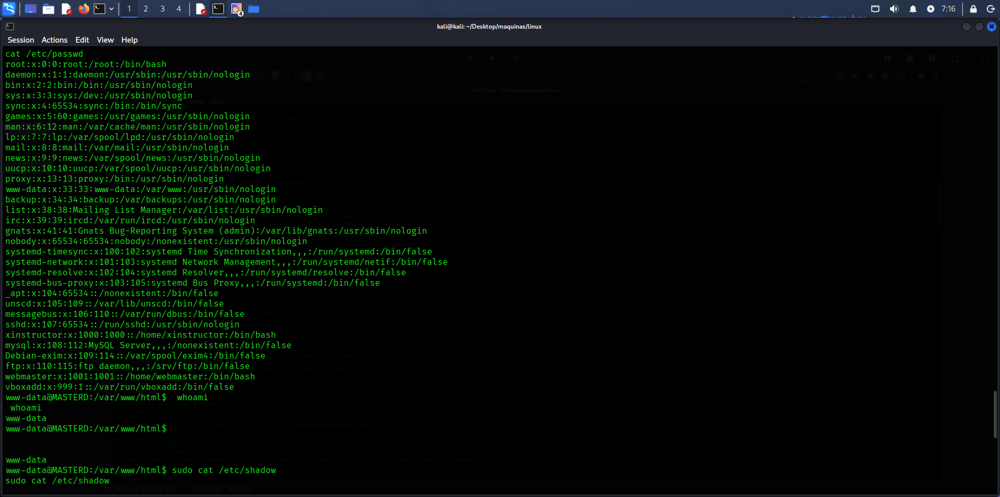 1 2 3 4 4 7:16
kali@kali: ~/Desktop/maquinas/linux
Session Actions Edit View Help
cat /etc/passwd
root:x:0:0:root:/root:/bin/bash
daemon:x:1:1:daemon:/usr/sbin:/usr/sbin/nologin
bin:x:2:2:bin:/bin:/usr/sbin/nologin
sys:x:3:3:sys:/dev:/usr/sbin/nologin
sync:x:4:65534:sync:/bin:/bin/sync
games:x:5:60:games:/usr/games:/usr/sbin/nologin
man:x:6:12:man:/var/cache/man:/usr/sbin/nologin
lp:x:7:7:lp:/var/spool/lpd:/usr/sbin/nologin
mail:x:8:8:mail:/var/mail:/usr/sbin/nologin
news:x:9:9:news:/var/spool/news:/usr/sbin/nologin
uucp:x:10:10:uucp:/var/spool/uucp:/usr/sbin/nologin
proxy:x:13:13:proxy:/bin:/usr/sbin/nologin
www-data:x:33:33:www-data:/var/www:/usr/sbin/nologin
backup:x:34:34:backup:/var/backups:/usr/sbin/nologin
list:x:38:38:Mailing List Manager:/var/list:/usr/sbin/nologin
irc:x:39:39:ircd:/var/run/ircd:/usr/sbin/nologin
gnats:x:41:41:Gnats Bug-Reporting System (admin):/var/lib/gnats:/usr/sbin/nologin
nobody:x:65534:65534:nobody:/nonexistent:/usr/sbin/nologin
systemd-timesync:x:100:102:systemd Time Synchronization,,,:/run/systemd:/bin/false
systemd-network:x:101:103:systemd Network Management,,,:/run/systemd/netif:/bin/false
systemd-resolve:x:102:104:systemd Resolver,,,:/run/systemd/resolve:/bin/false
systemd-bus-proxy:x:103:105:systemd Bus Proxy,,,:/run/systemd:/bin/false
_apt:x:104:65534::/nonexistent:/bin/false
unscd:x:105:109::/var/lib/unscd:/bin/false
messagebus:x:106:110::/var/run/dbus:/bin/false
sshd:x:107:65534::/run/sshd:/usr/sbin/nologin
xinstructor:x:1000:1000::/home/xinstructor:/bin/bash
mysql:x:108:112:MySQL Server,,,:/nonexistent:/bin/false
Debian-exim:x:109:114::/var/spool/exim4:/bin/false
ftp:x:110:115:ftp daemon,,,:/srv/ftp:/bin/false
webmaster:x:1001:1001::/home/webmaster:/bin/bash
vboxadd:x:999:1::/var/run/vboxadd:/bin/false
www-data@MASTERD:/var/www/html$  whoami
 whoami
www-data
www-data@MASTERD:/var/www/html$
www-data
www-data@MASTERD:/var/www/html$ sudo cat /etc/shadow
sudo cat /etc/shadow
Screenshot_2026-05-02_07_14_30.png 1920 x 955 278.0 kB 83.5%